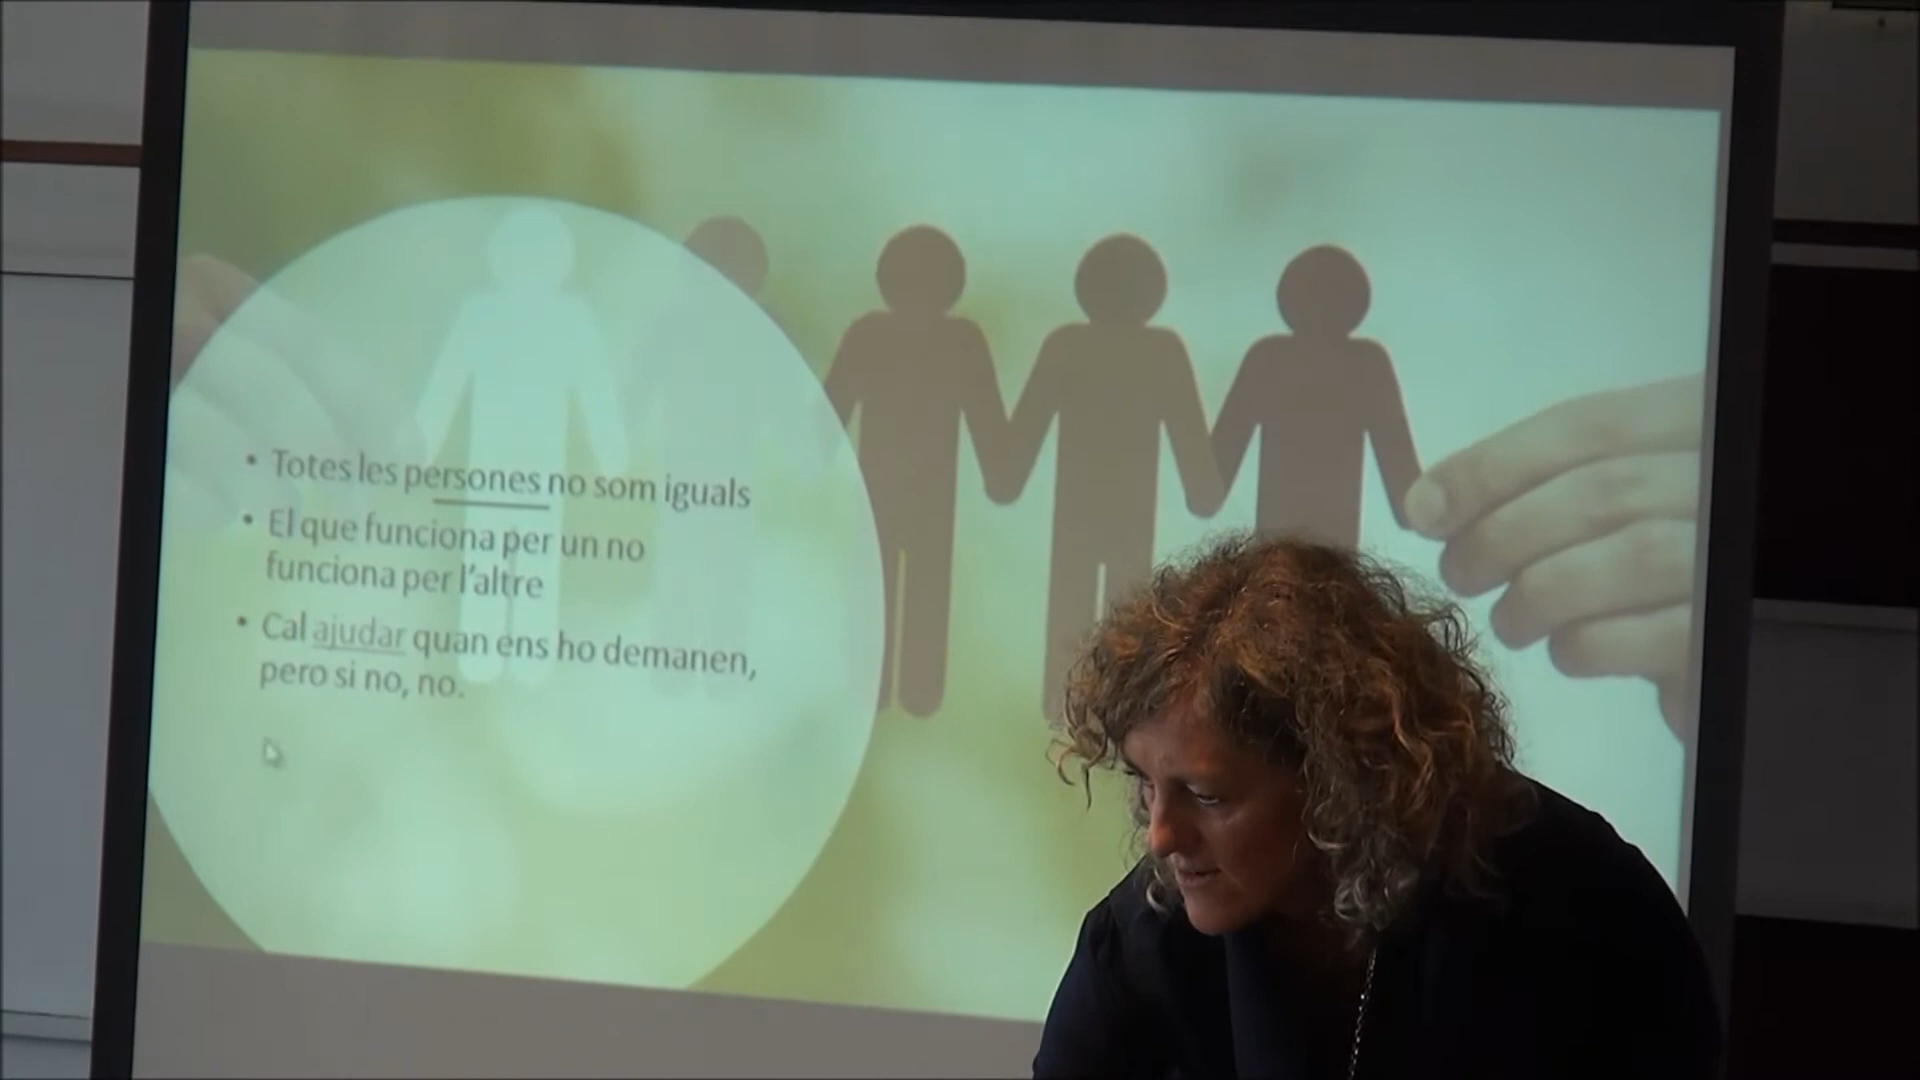 • Totes les persones no som iguals
• El que funciona per un no
funciona per l'altre
• Cal ajudar quan ens ho demanen,
pero si no, no.